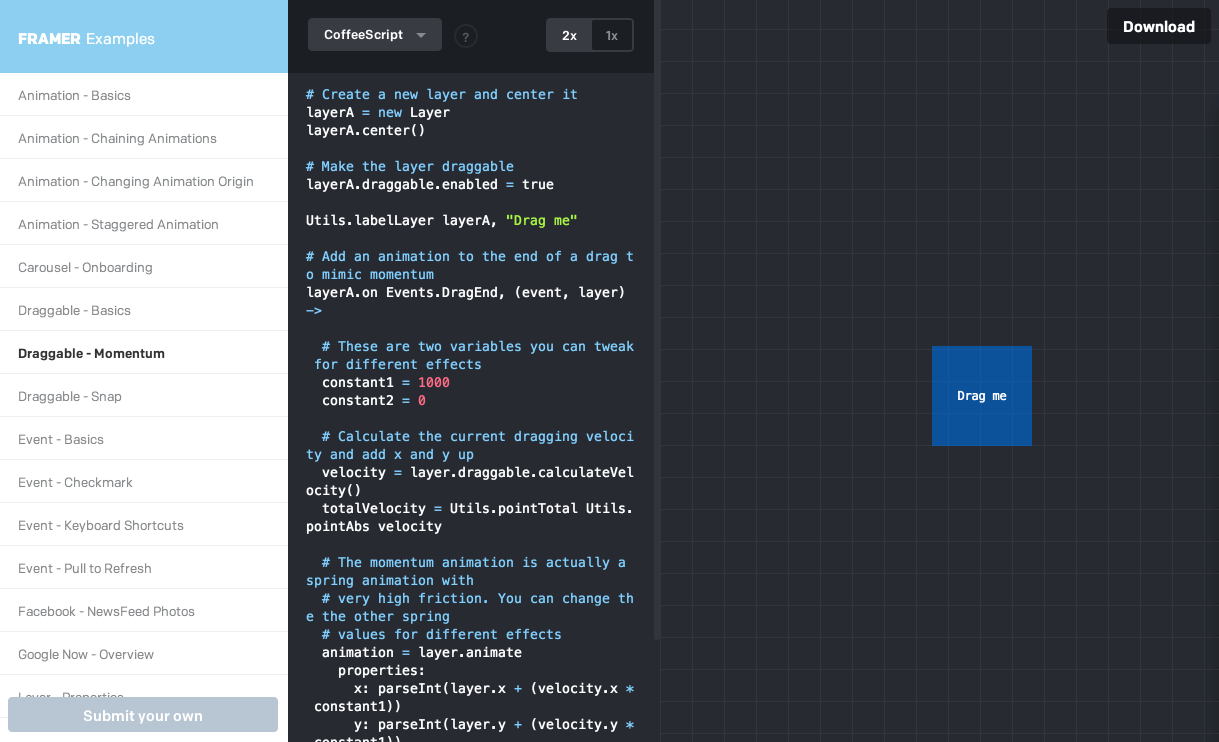 FRAMER Examples
Animation - Basics
Animation - Chaining Animations
Animation - Changing Animation Origin
Animation - Staggered Animation
Carousel - Onboarding
Draggable - Basics
Draggable - Momentum
Draggable - Snap
Event - Basics
Event - Checkmark
Event - Keyboard Shortcuts
Event - Pull to Refresh
Facebook - NewsFeed Photos
Google Now - Overview
Layer - Properties
Submit your own
CoffeeScript
?
2x
1x
# Create a new layer and center it
layerA = new Layer
layerA.center()
# Make the layer draggable
layerA.draggable.enabled = true
Utils.labelLayer layerA, "Drag me"
# Add an animation to the end of a drag t
o mimic momentum
layerA.on Events.DragEnd, (event, layer)
->
# These are two variables you can tweak
for different effects
constant1 = 1000
constant2 = 0
# Calculate the current dragging veloci
ty and add x and y up
velocity = layer.draggable.calculateVel
ocity()
totalVelocity = Utils.pointTotal Utils.
pointAbs velocity
# The momentum animation is actually a
spring animation with
# very high friction. You can change th
e the other spring
# values for different effects
animation = layer.animate
properties:
x: parseInt(layer.x + (velocity.x *
constant1))
y: parseInt(layer.y + (velocity.y *
constant1))
Download
Drag me